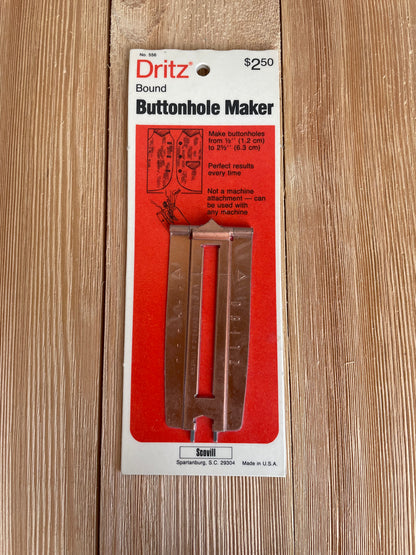 No. 550
Dritz®
$2.50
Bound
Buttonhole Maker
Make buttonholes
from ½" (1.2 cm)
to 2½" (6.3 cm)
Perfect results
every time
Not a machine
attachment — can
be used with
any machine
DRITZ
Scovill
Spartanburg, S.C. 29304 Made in U.S.A.